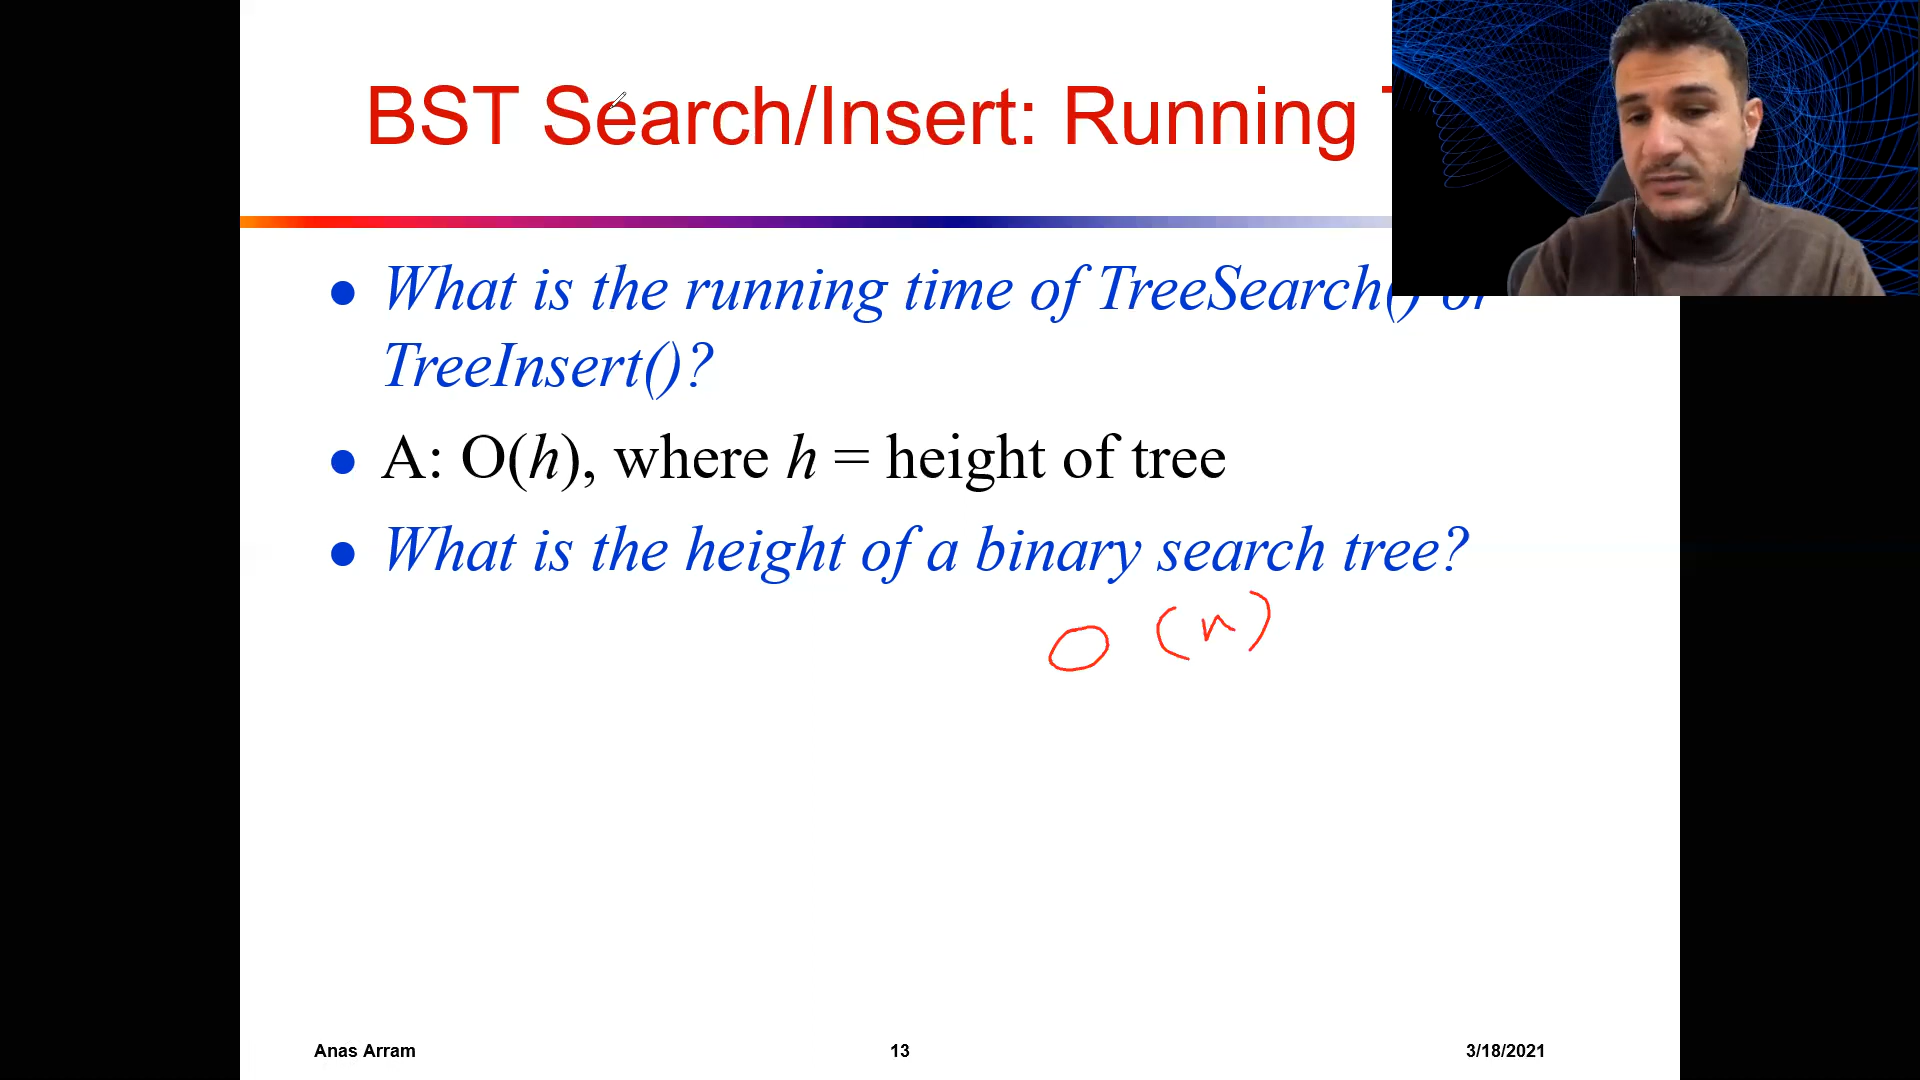 BST Search/Insert: Running
What is the running time of TreeSearch() or
TreeInsert()?
A: O(h), where h = height of tree
What is the height of a binary search tree?
O (n)
Anas Arram 13 3/18/2021